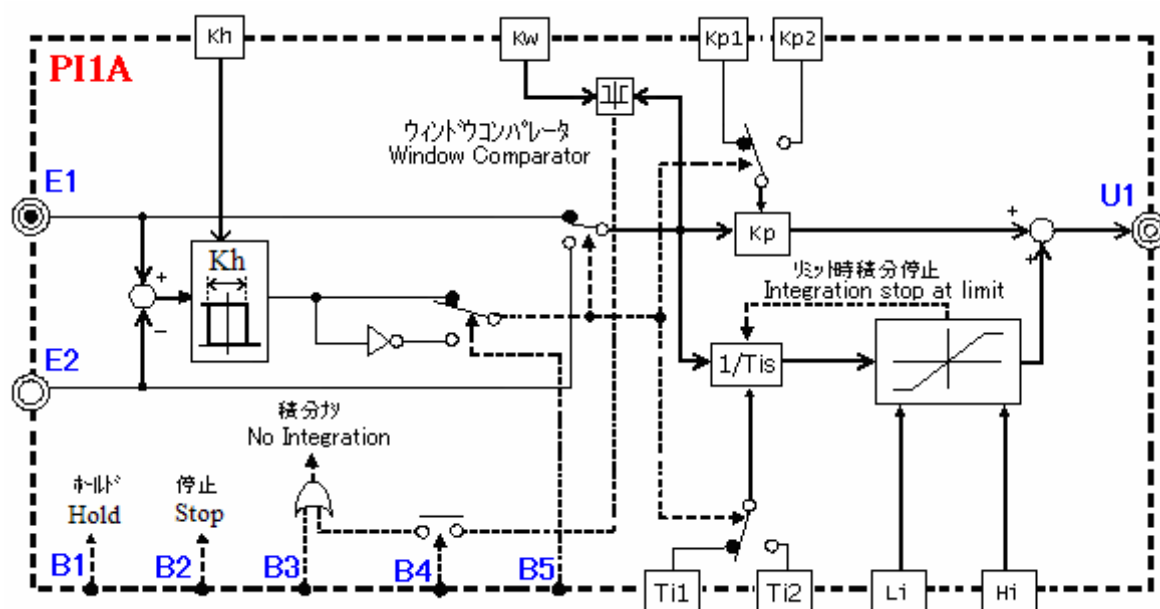 Kh
Kw
Kp1
Kp2
PI1A
ｳｨﾝﾄﾞｳｺﾝﾊﾟﾚｰﾀ
Window Comparator
E1
U1
+
Kh
Kp
+
+
−
ﾘﾐｯﾄ時積分停止
Integration stop at limit
E2
1/Tis
積分ﾅｼ
No Integration
ﾎｰﾙﾄﾞ
Hold
停止
Stop
B1
B2
B3
B4
B5
Ti1
Ti2
Li
Hi